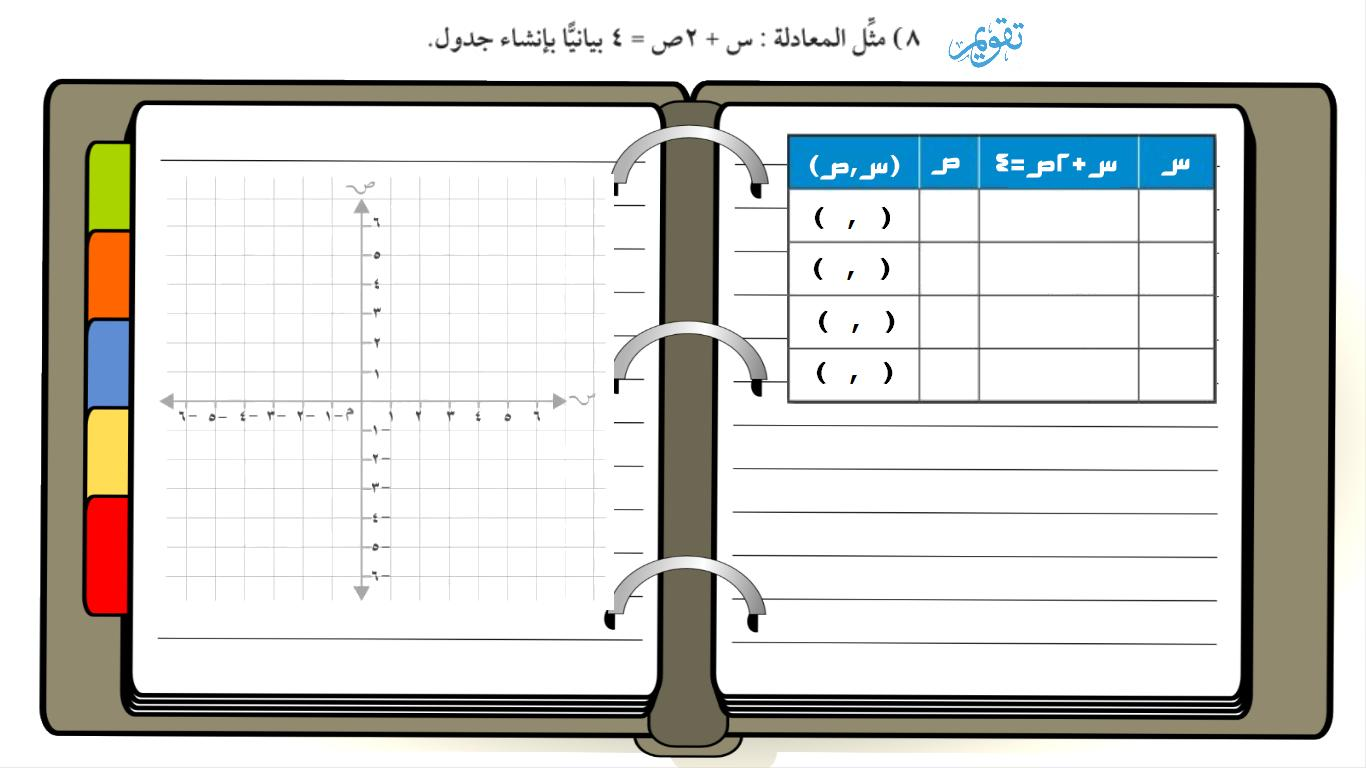 تقويم
٨) مثِّل المعادلة : س + ٢ص = ٤ بيانيًّا بإنشاء جدول.
س س+٢ص=٤ ص (س,ص)
( , )
( , )
( , )
( , )
ص
٦
٥
٤
٣
٢
١
٦- ٥- ٤- ٣- ٢- ١- م ١ ٢ ٣ ٤ ٥ ٦ س
١-
٢-
٣-
٤-
٥-
٦-